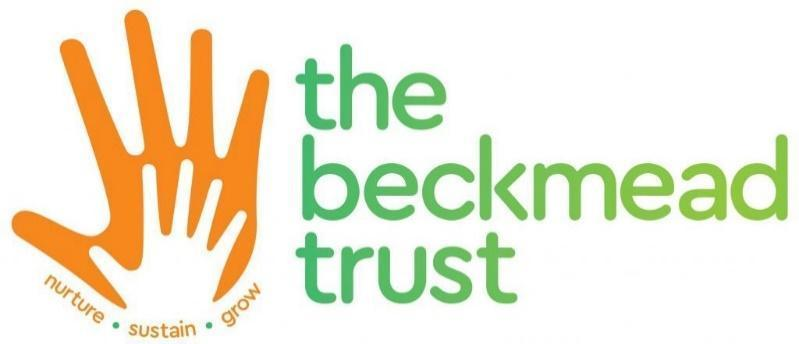 the
beckmead
trust
nurture • sustain • grow